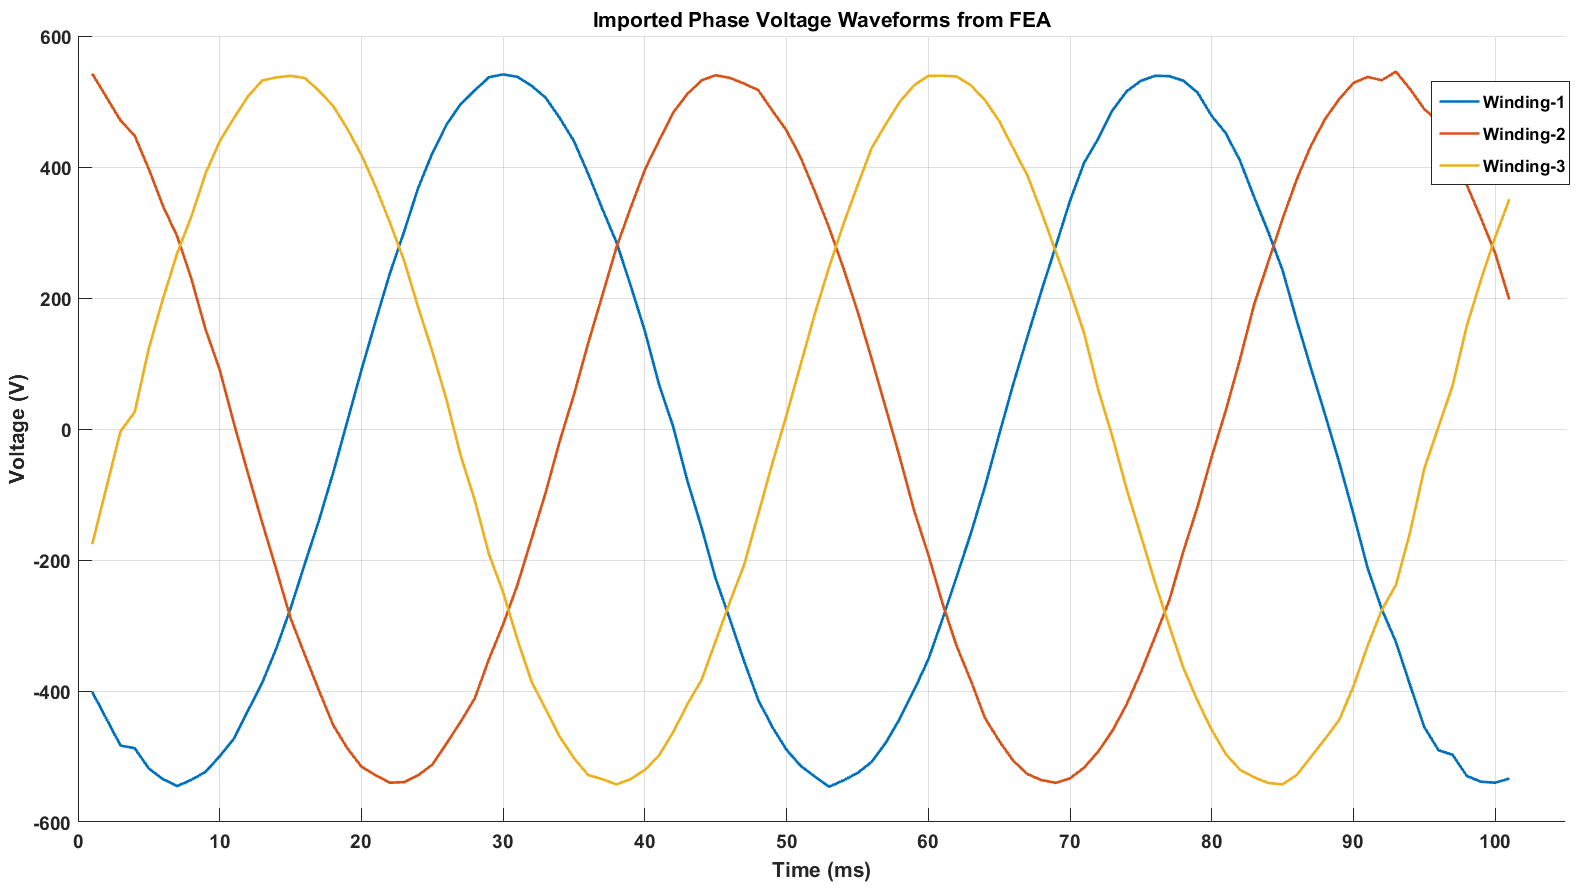 Imported Phase Voltage Waveforms from FEA
600
400
200
0
-200
-400
-600
Voltage (V)
Winding-1
Winding-2
Winding-3
0 10 20 30 40 50 60 70 80 90 100
Time (ms)